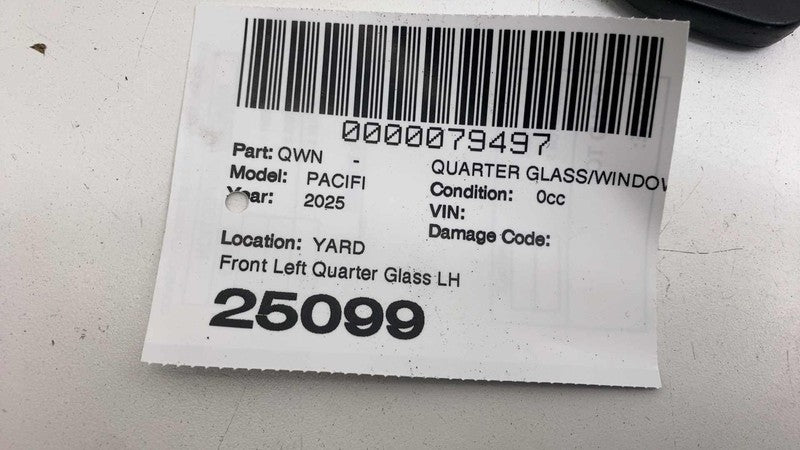 0000079497
Part: QWN - QUARTER GLASS/WINDOW
Model: PACIFI Condition: 0cc
Year: 2025 VIN:
Damage Code:
Location: YARD
Front Left Quarter Glass LH
25099